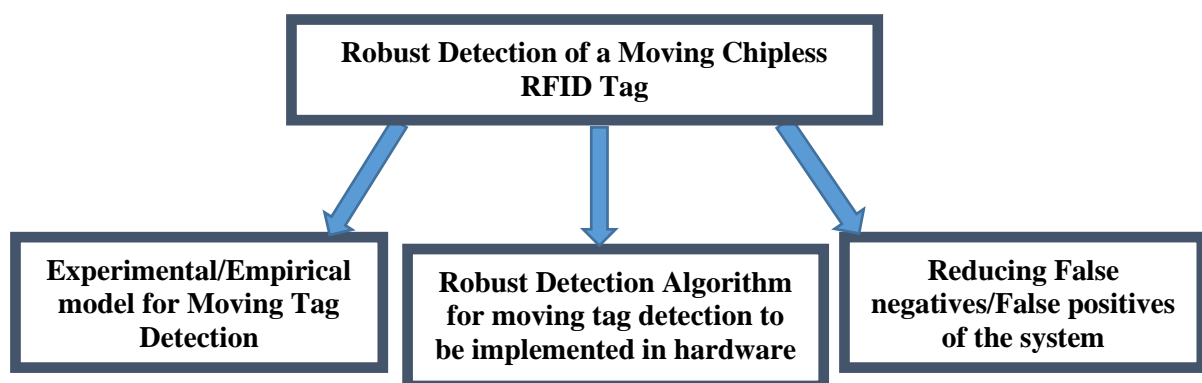 Robust Detection of a Moving Chipless
RFID Tag
Experimental/Empirical
model for Moving Tag
Detection
Robust Detection Algorithm
for moving tag detection to
be implemented in hardware
Reducing False
negatives/False positives
of the system